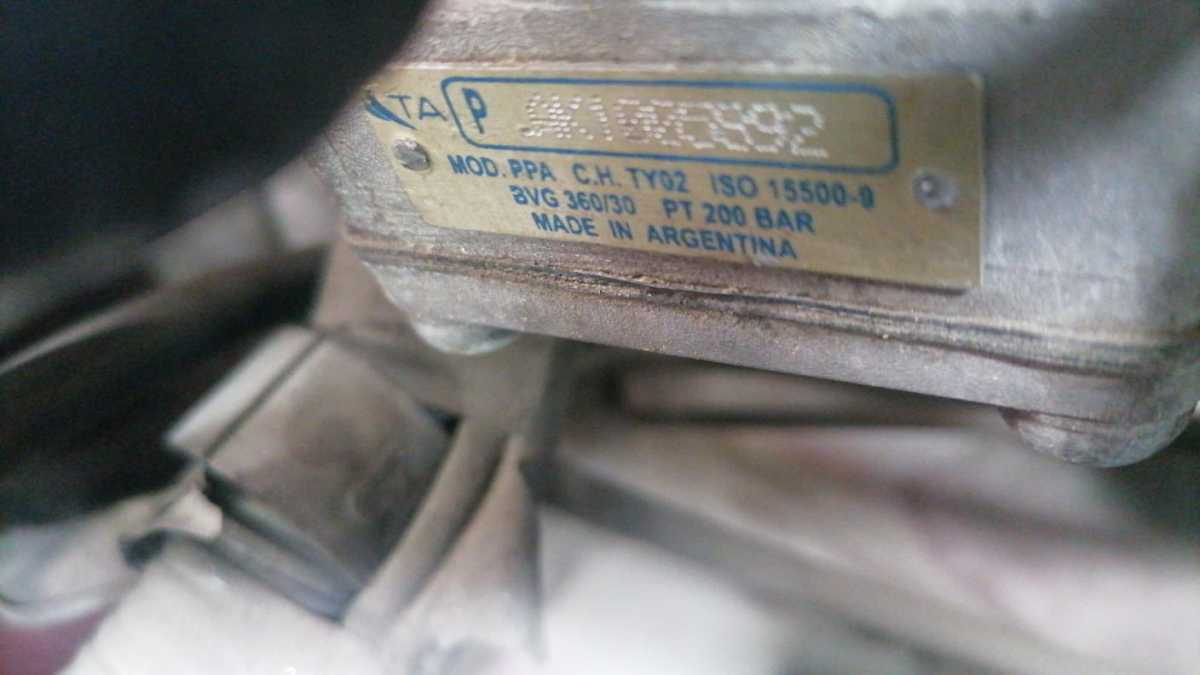 TA P
MOD. PPA C.H. TY02 ISO 15500-9
BVG 360/30 PT 200 BAR
MADE IN ARGENTINA